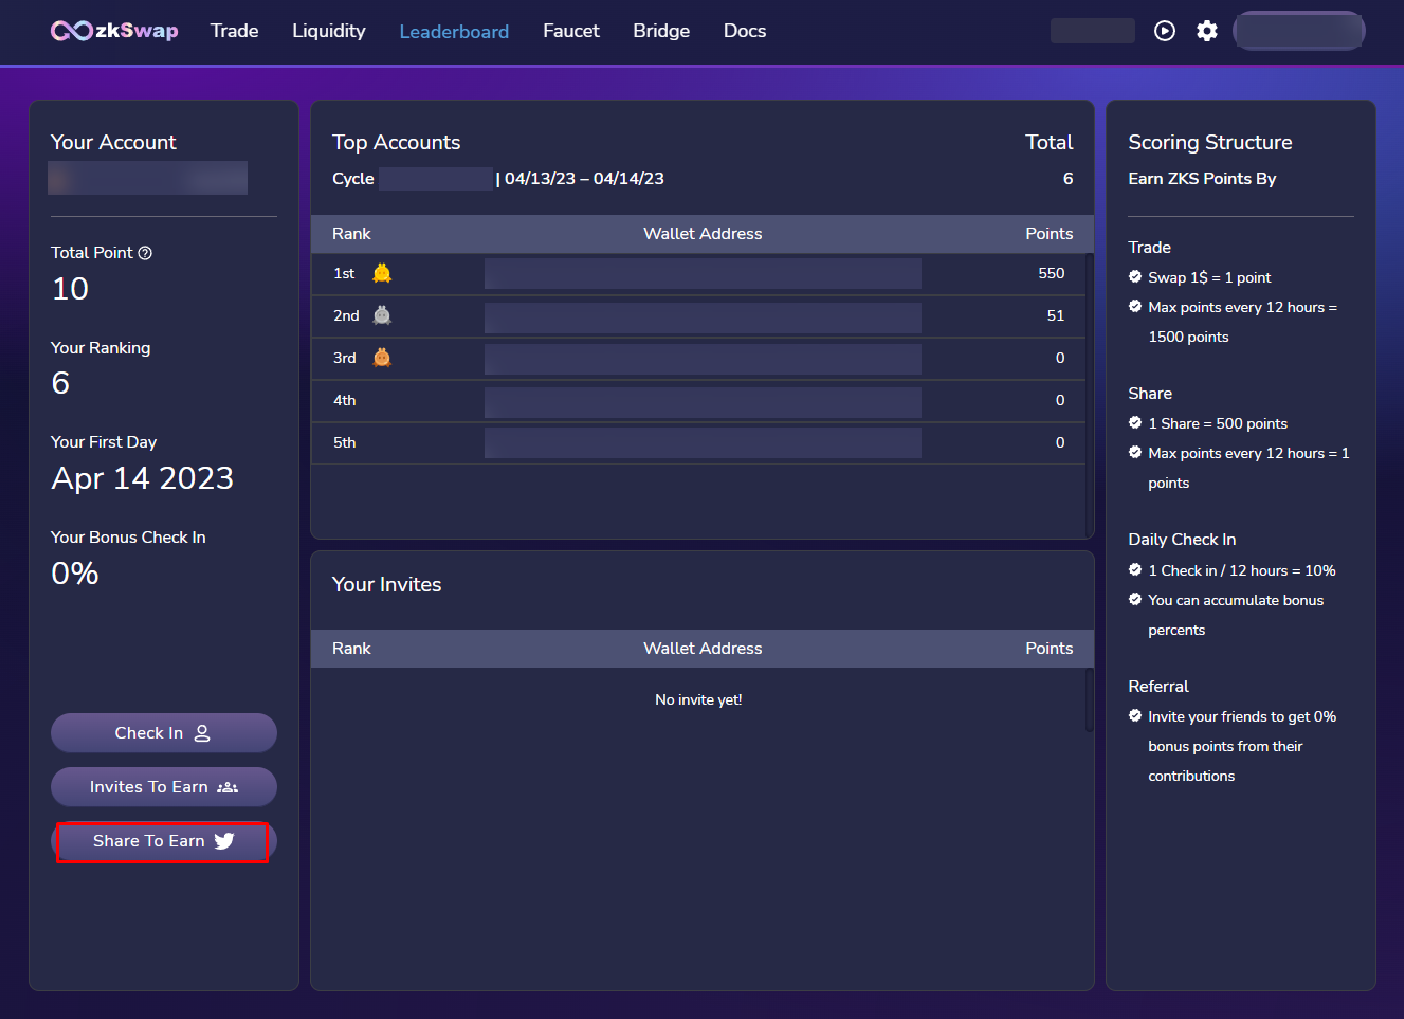 zkSwap Trade Liquidity Leaderboard Faucet Bridge Docs
Your Account
Total Point
10
Your Ranking
6
Your First Day
Apr 14 2023
Your Bonus Check In
0%
Check In
Invites To Earn
Share To Earn
Top Accounts Total
Cycle | 04/13/23 – 04/14/23 6
Rank Wallet Address Points
1st 550
2nd 51
3rd 0
4th 0
5th 0
Your Invites
Rank Wallet Address Points
No invite yet!
Scoring Structure
Earn ZKS Points By
Trade
Swap 1$ = 1 point
Max points every 12 hours =
1500 points
Share
1 Share = 500 points
Max points every 12 hours = 1
points
Daily Check In
1 Check in / 12 hours = 10%
You can accumulate bonus
percents
Referral
Invite your friends to get 0%
bonus points from their
contributions